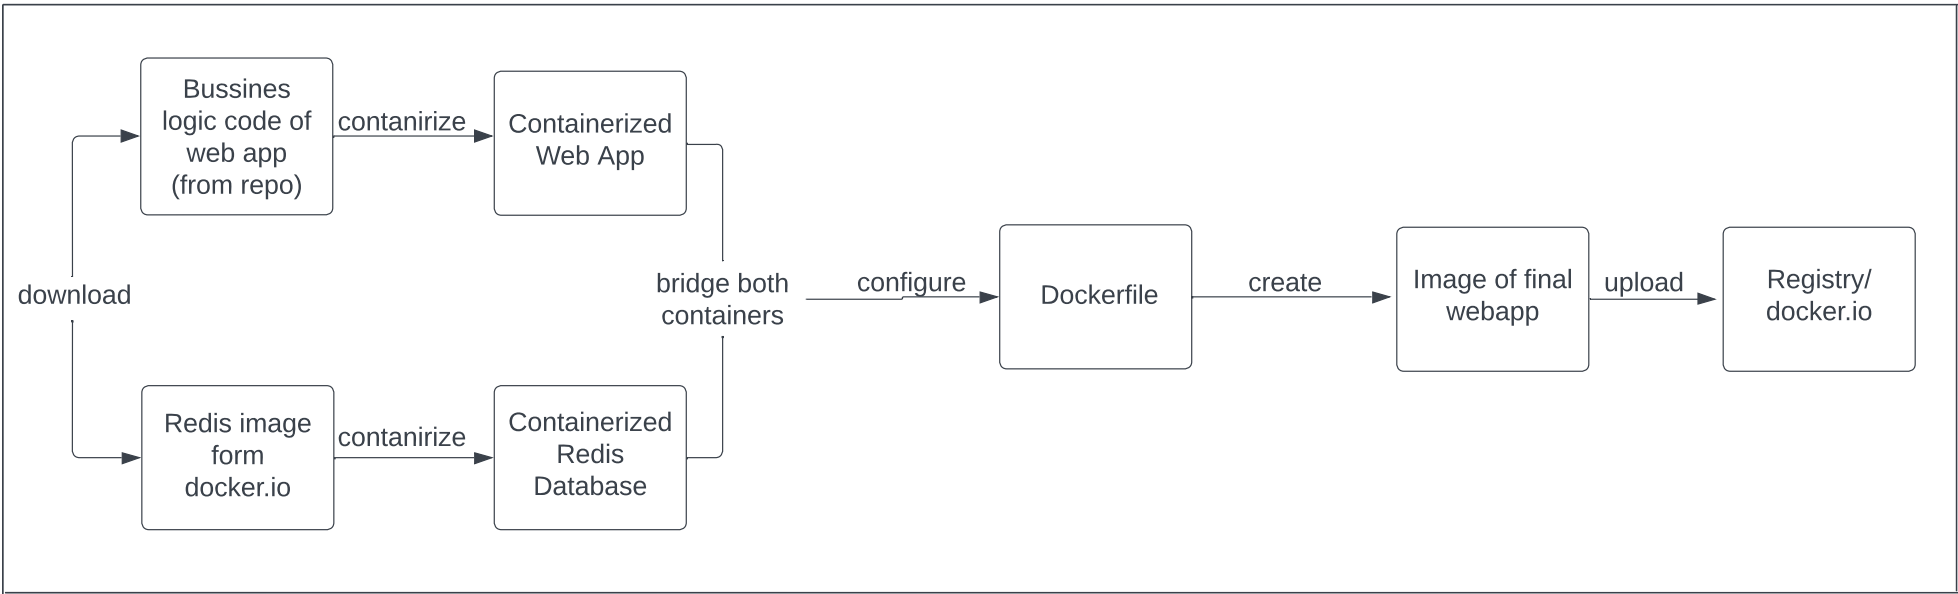 Bussines
logic code of
web app
(from repo)
contanirize
Containerized
Web App
download
Redis image
form
docker.io
contanirize
Containerized
Redis
Database
bridge both
containers
configure
Dockerfile
create
Image of final
webapp
upload
Registry/
docker.io